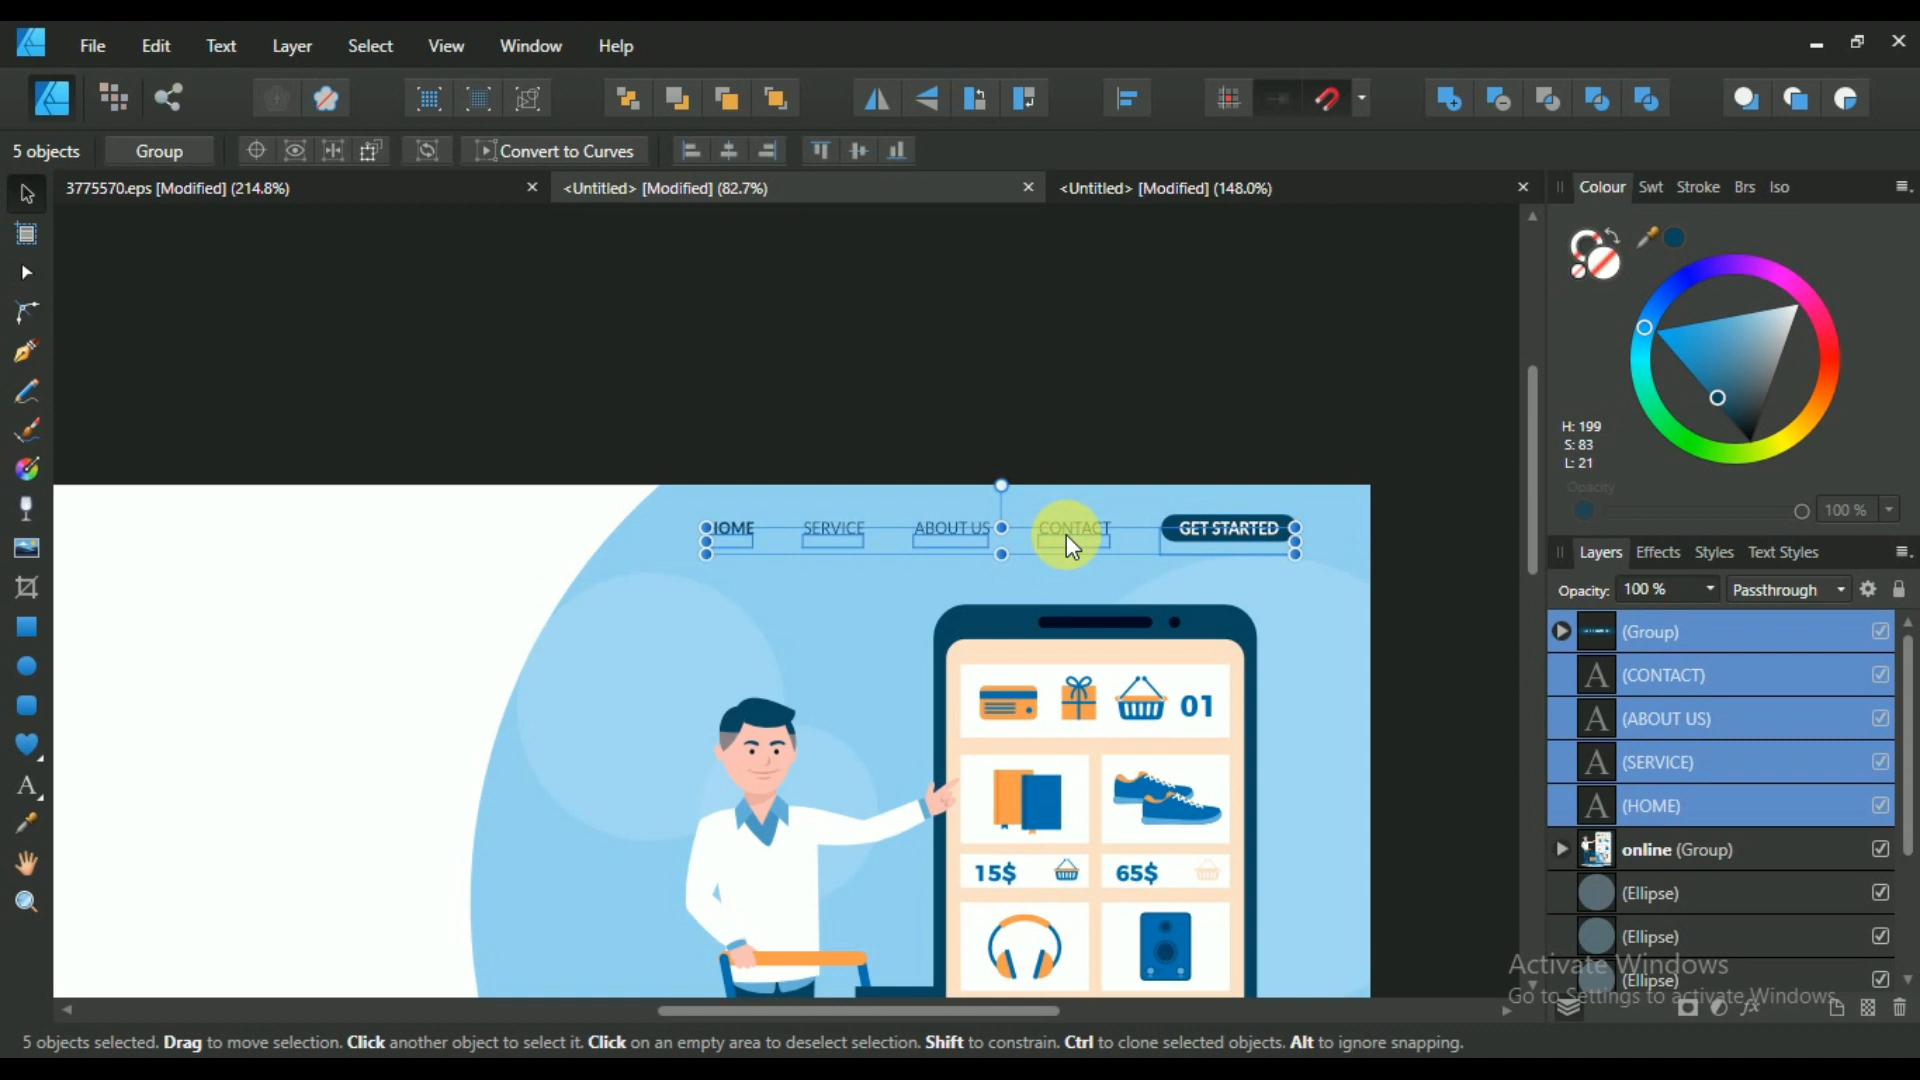 File Edit Text Layer Select View Window Help
5 objects Group Convert to Curves
3775570.eps [Modified] (214.8%) <Untitled> [Modified] (82.7%) <Untitled> [Modified] (148.0%)
Colour Swt Stroke Brs Iso
H: 199
S: 83
L: 21
Opacity
100 %
HOME SERVICE ABOUT US CONTACT GET STARTED
01
15$ 65$
Layers Effects Styles Text Styles
Opacity: 100 % Passthrough
(Group)
A (CONTACT)
A (ABOUT US)
A (SERVICE)
A (HOME)
online (Group)
(Ellipse)
(Ellipse)
(Ellipse)
Activate Windows
Go to Settings to activate Windows.
5 objects selected. Drag to move selection. Click another object to select it. Click on an empty area to deselect selection. Shift to constrain. Ctrl to clone selected objects. Alt to ignore snapping.